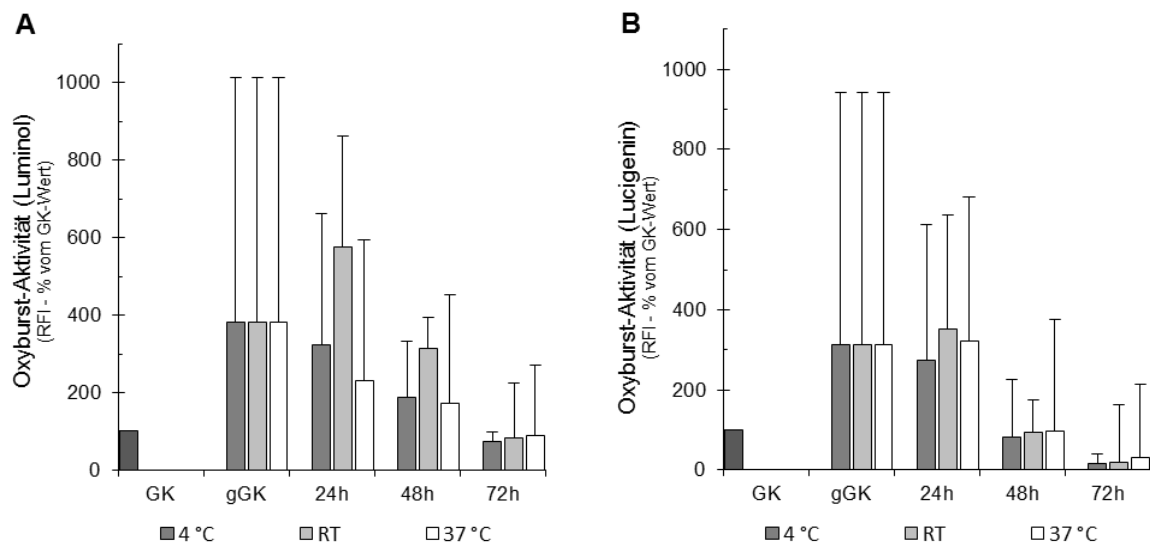 A
Oxyburst-Aktivität (Luminol)
(RFI - % vom GK-Wert)
1000
800
600
400
200
0
GK gGK 24h 48h 72h
4 °C RT 37 °C
B
Oxyburst-Aktivität (Lucigenin)
(RFI - % vom GK-Wert)
1000
800
600
400
200
0
GK gGK 24h 48h 72h
4 °C RT 37 °C